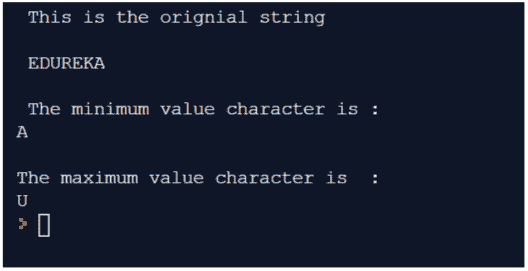 This is the orignial string
EDUREKA
The minimum value character is :
A
The maximum value character is  :
U
>